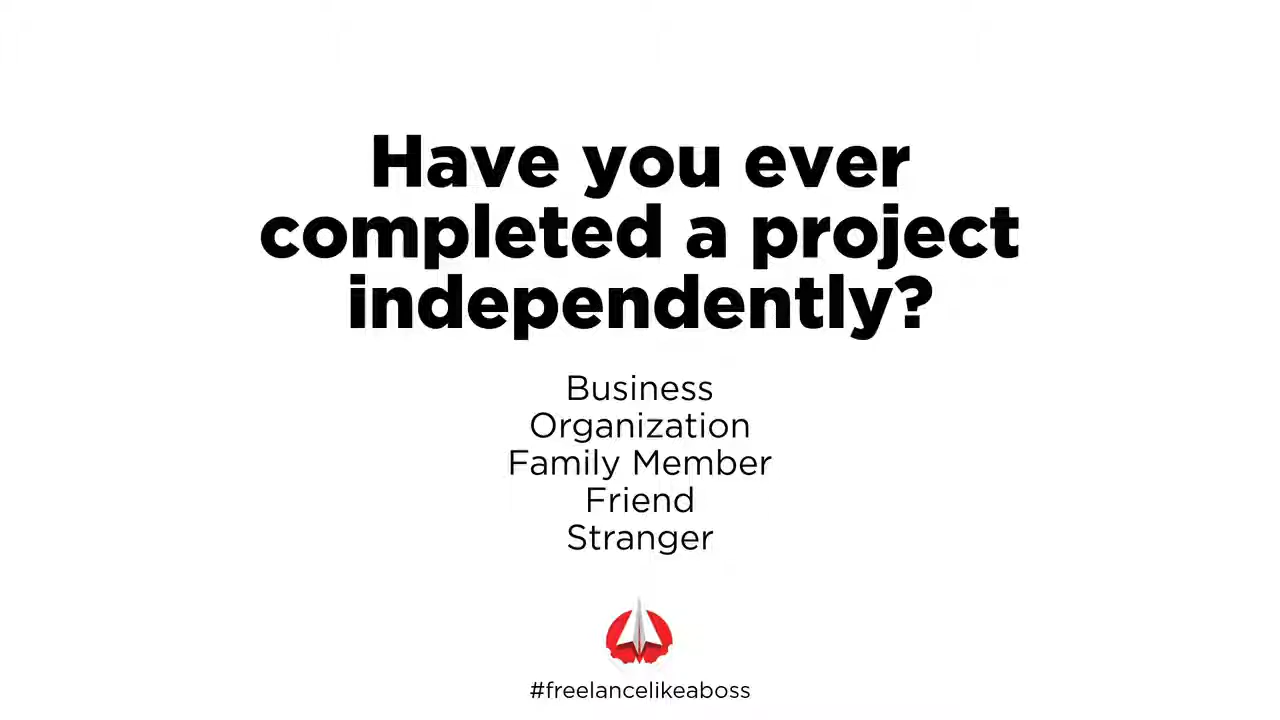 Have you ever
completed a project
independently?
Business
Organization
Family Member
Friend
Stranger
#freelancelikeaboss